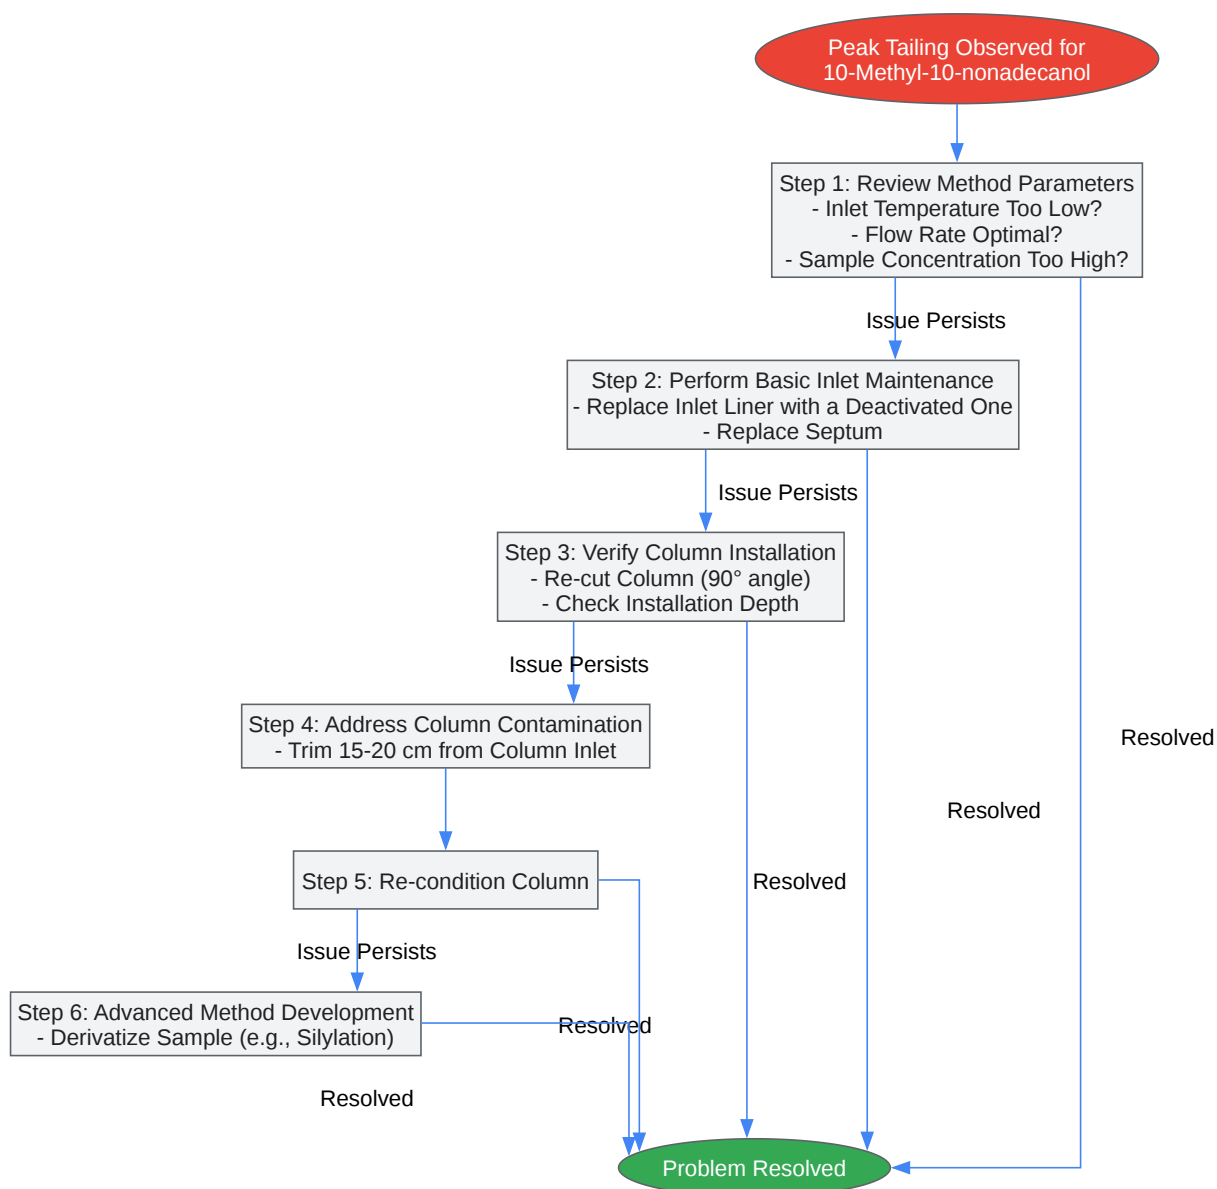 Peak Tailing Observed for
10-Methyl-10-nonadecanol
Step 1: Review Method Parameters
- Inlet Temperature Too Low?
- Flow Rate Optimal?
- Sample Concentration Too High?
Issue Persists
Step 2: Perform Basic Inlet Maintenance
- Replace Inlet Liner with a Deactivated One
- Replace Septum
Issue Persists
Step 3: Verify Column Installation
- Re-cut Column (90° angle)
- Check Installation Depth
Issue Persists
Step 4: Address Column Contamination
- Trim 15-20 cm from Column Inlet
Resolved
Resolved
Step 5: Re-condition Column
Resolved
Issue Persists
Step 6: Advanced Method Development
- Derivatize Sample (e.g., Silylation)
Resolved
Resolved
Problem Resolved